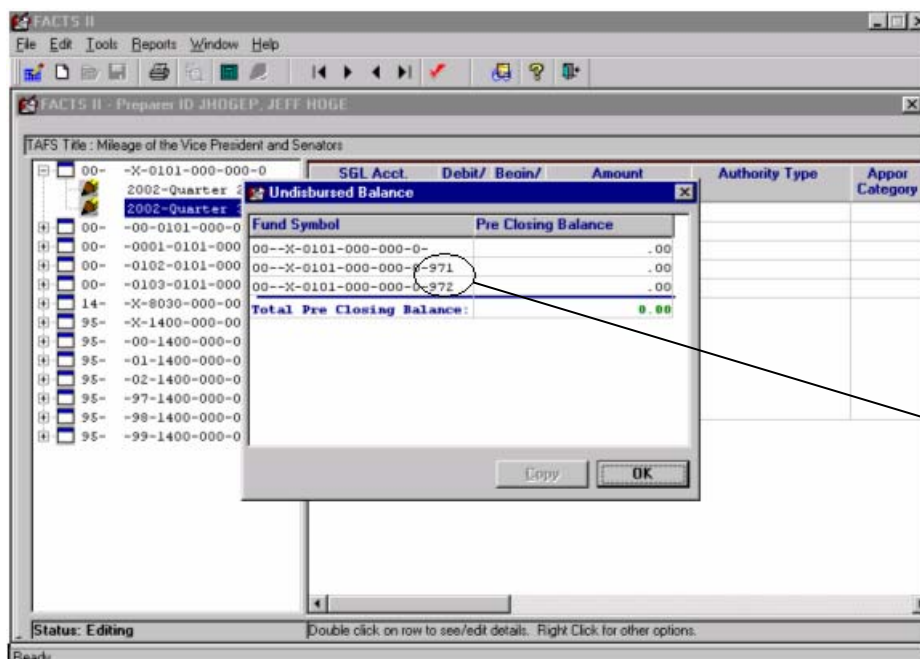 FACTS II
File Edit Tools Reports Window Help
FACTS II - Preparer ID JHOGEP, JEFF HOGE
TAFS Title : Mileage of the Vice President and Senators
00- -X-0101-000-000-0
2002-Quarter
2002-Quarter
00- -00-0101-000-0
00- -0001-0101-000
00- -0102-0101-000
00- -0103-0101-000
14- -X-8030-000-00
95- -X-1400-000-00
95- -00-1400-000-0
95- -01-1400-000-0
95- -02-1400-000-0
95- -97-1400-000-0
95- -98-1400-000-0
95- -99-1400-000-0
SGL Acct. Debit/ Begin/ Amount Authority Type Appor Category
Undisbursed Balance
Fund Symbol Pre Closing Balance
00--X-0101-000-000-0- .00
00--X-0101-000-000-0-971 .00
00--X-0101-000-000-0-972 .00
Total Pre Closing Balance: 0.00
Copy OK
Status: Editing Double click on row to see/edit details. Right Click for other options.
Ready